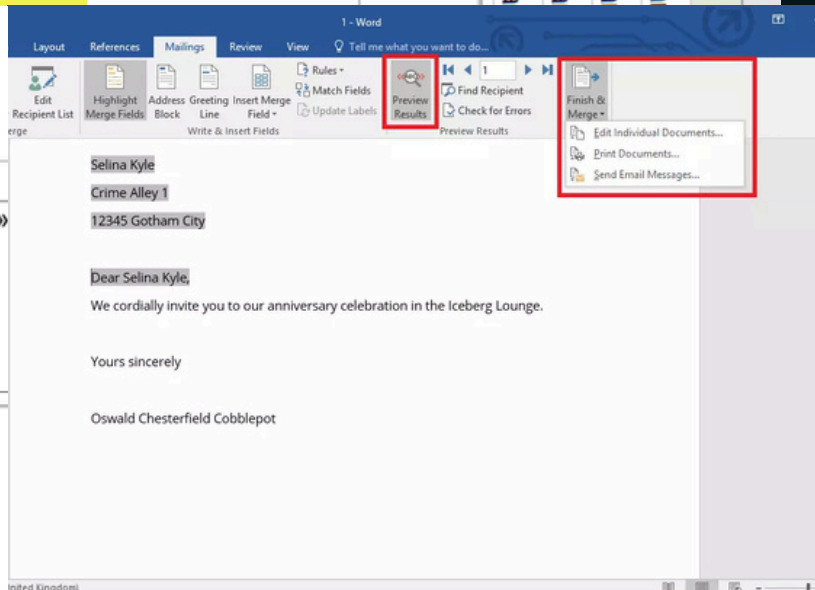 1 - Word
Layout References Mailings Review View Tell me what you want to do...
Edit Recipient List
Highlight Merge Fields
Address Block
Greeting Line
Insert Merge Field
Rules
Match Fields
Update Labels
Write & Insert Fields
Preview Results
1
Find Recipient
Check for Errors
Preview Results
Finish & Merge
Edit Individual Documents...
Print Documents...
Send Email Messages...
Selina Kyle
Crime Alley 1
12345 Gotham City
Dear Selina Kyle,
We cordially invite you to our anniversary celebration in the Iceberg Lounge.
Yours sincerely
Oswald Chesterfield Cobblepot